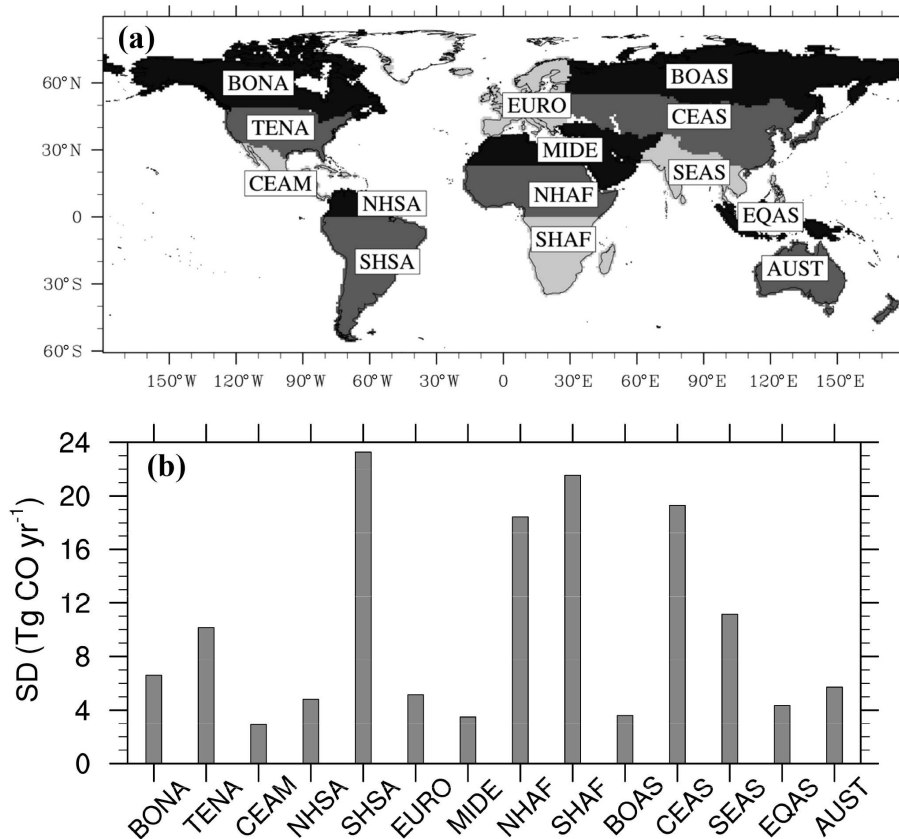 (a)
BONA
BOAS
EURO
TENA
CEAS
MIDE
CEAM
SEAS
NHSA
NHAF
EQAS
SHAF
SHSA
AUST
60°N
30°N
0
30°S
60°S
150°W 120°W 90°W 60°W 30°W 0 30°E 60°E 90°E 120°E 150°E
(b)
24
20
16
12
8
4
0
SD (Tg CO yr⁻¹)
BONA TENA CEAM NHSA SHSA EURO MIDE NHAF SHAF BOAS CEAS SEAS EQAS AUST